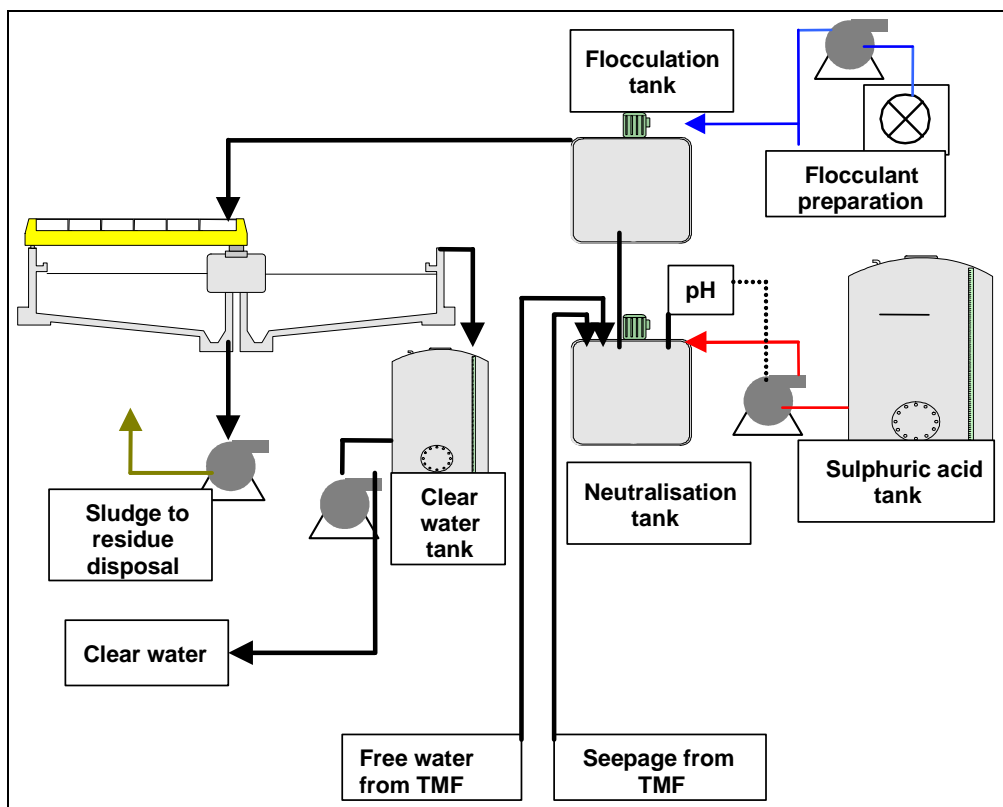 Flocculation
tank
Flocculant
preparation
pH
Sulphuric acid
tank
Neutralisation
tank
Clear
water
tank
Sludge to
residue
disposal
Clear water
Free water
from TMF
Seepage from
TMF